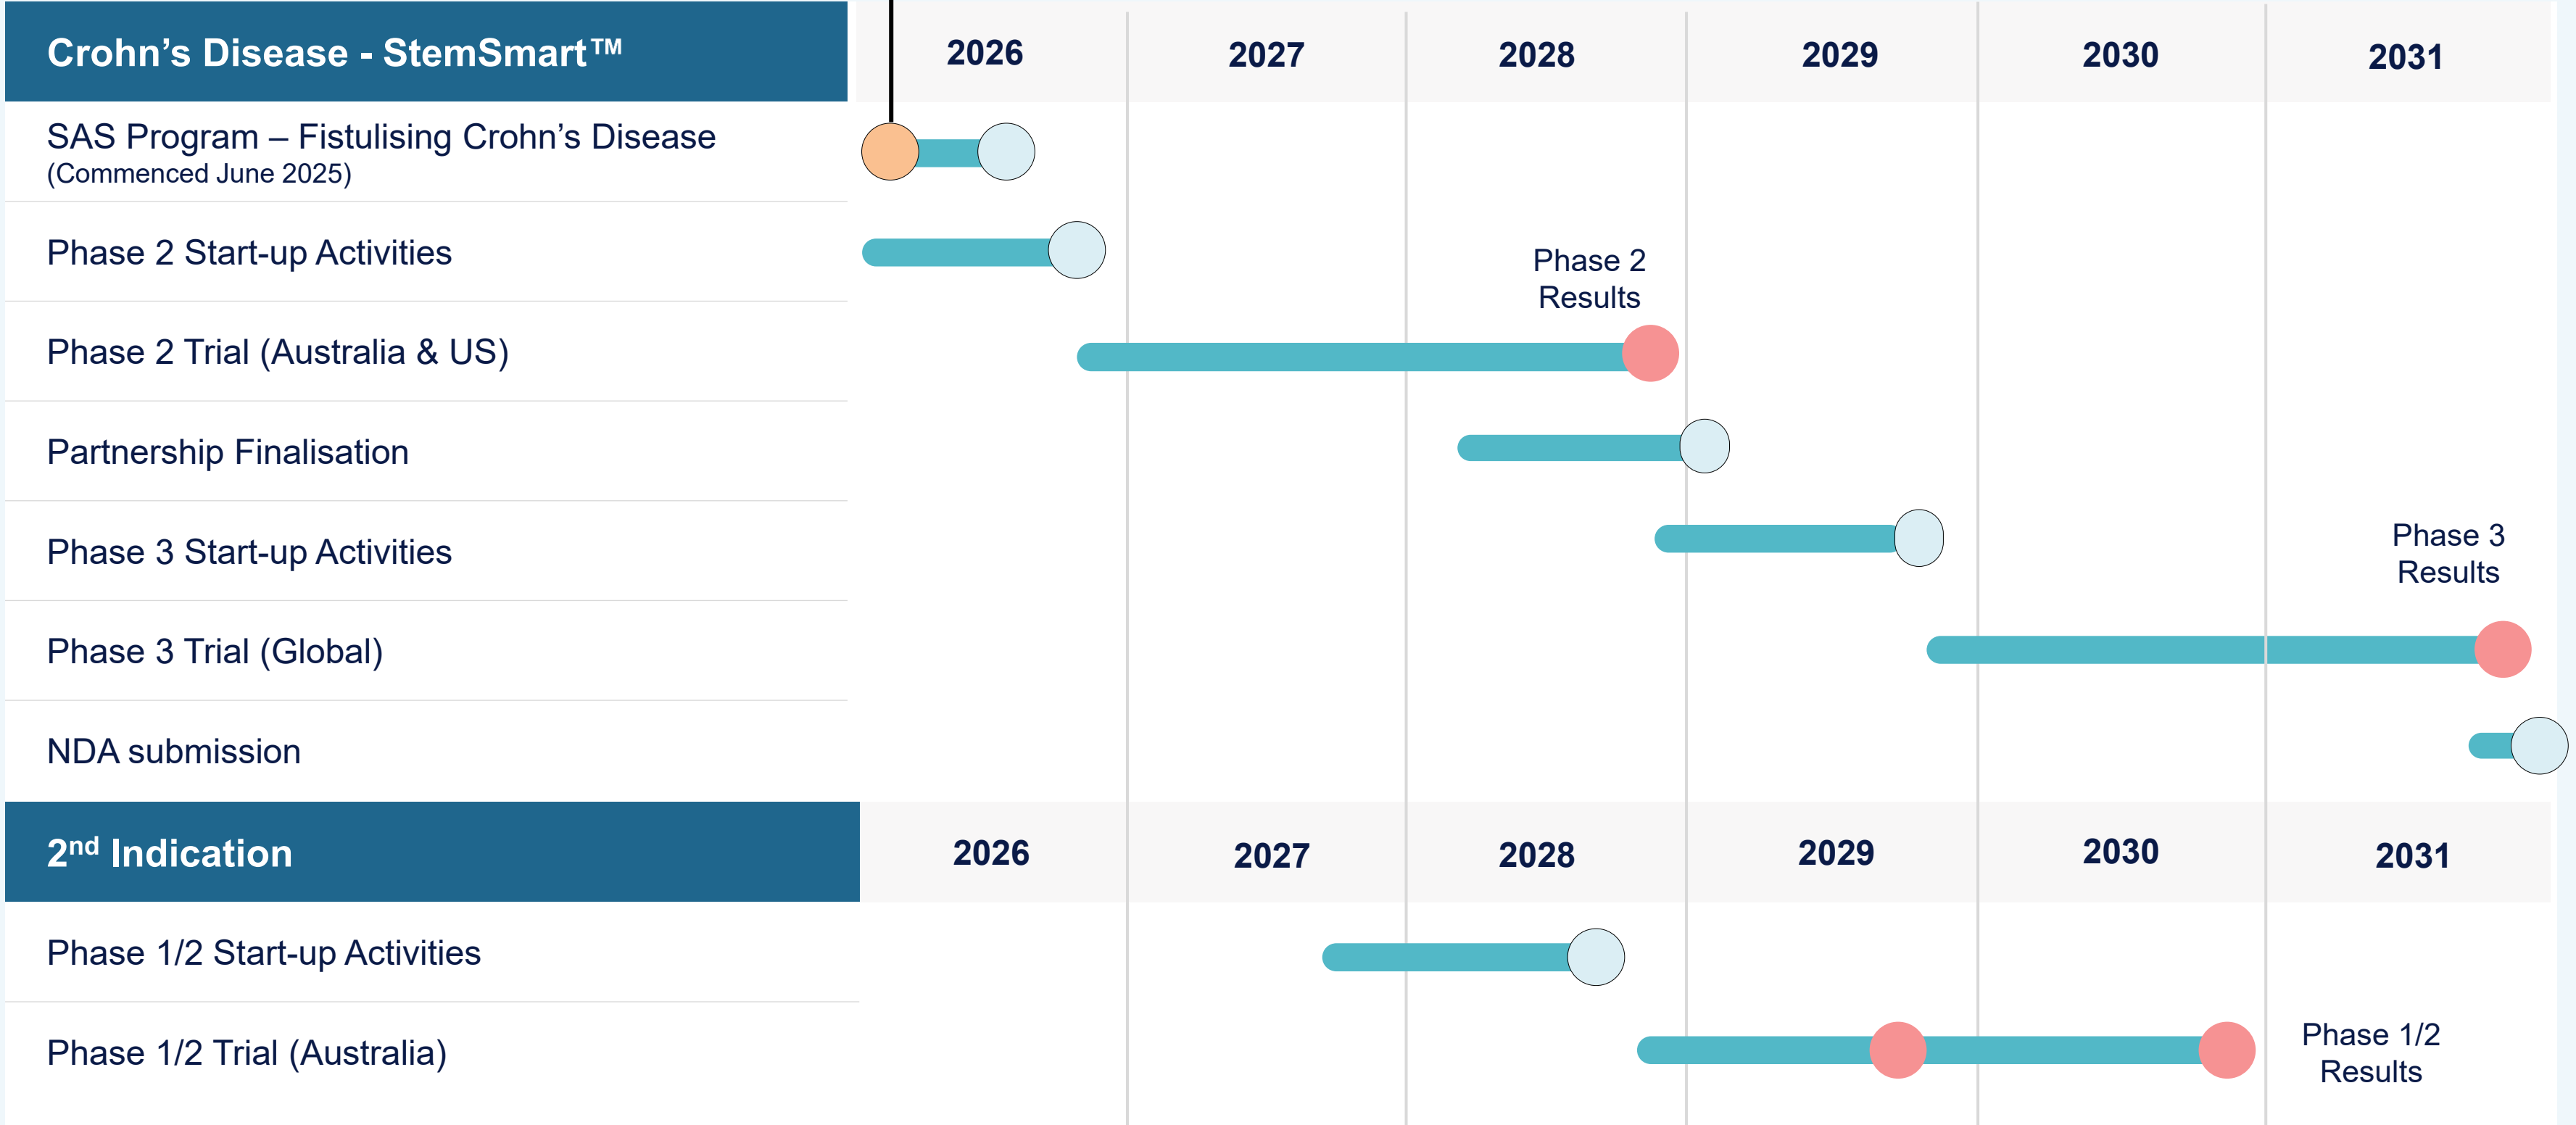 Crohn’s Disease - StemSmart™
2026
2027
2028
2029
2030
2031
SAS Program – Fistulising Crohn’s Disease
(Commenced June 2025)
Phase 2 Start-up Activities
Phase 2
Results
Phase 2 Trial (Australia & US)
Partnership Finalisation
Phase 3 Start-up Activities
Phase 3
Results
Phase 3 Trial (Global)
NDA submission
2nd Indication
2026
2027
2028
2029
2030
2031
Phase 1/2 Start-up Activities
Phase 1/2 Trial (Australia)
Phase 1/2
Results